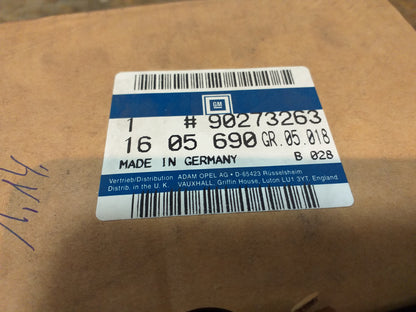 GM
1 # 90273263
16 05 690 GR.05.018
MADE IN GERMANY B 028
Vertrieb/Distribution ADAM OPEL AG • D-65423 Rüsselsheim
Distrib. in the U. K. VAUXHALL, Griffin House, Luton LU1 3YT, England